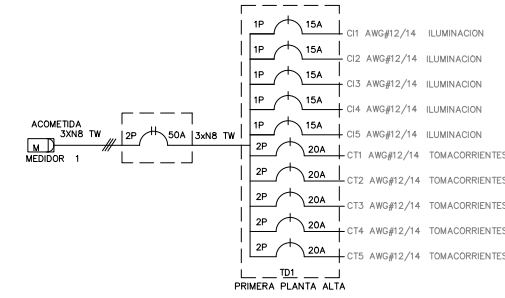 1P 15A CI1 AWG#12/14 ILUMINACION
1P 15A CI2 AWG#12/14 ILUMINACION
1P 15A CI3 AWG#12/14 ILUMINACION
1P 15A CI4 AWG#12/14 ILUMINACION
1P 15A CI5 AWG#12/14 ILUMINACION
ACOMETIDA
3XN8 TW
M
MEDIDOR 1
2P 50A
3xN8 TW
2P 20A CT1 AWG#12/14 TOMACORRIENTES
2P 20A CT2 AWG#12/14 TOMACORRIENTES
2P 20A CT3 AWG#12/14 TOMACORRIENTES
2P 20A CT4 AWG#12/14 TOMACORRIENTES
2P 20A CT5 AWG#12/14 TOMACORRIENTES
TD1
PRIMERA PLANTA ALTA